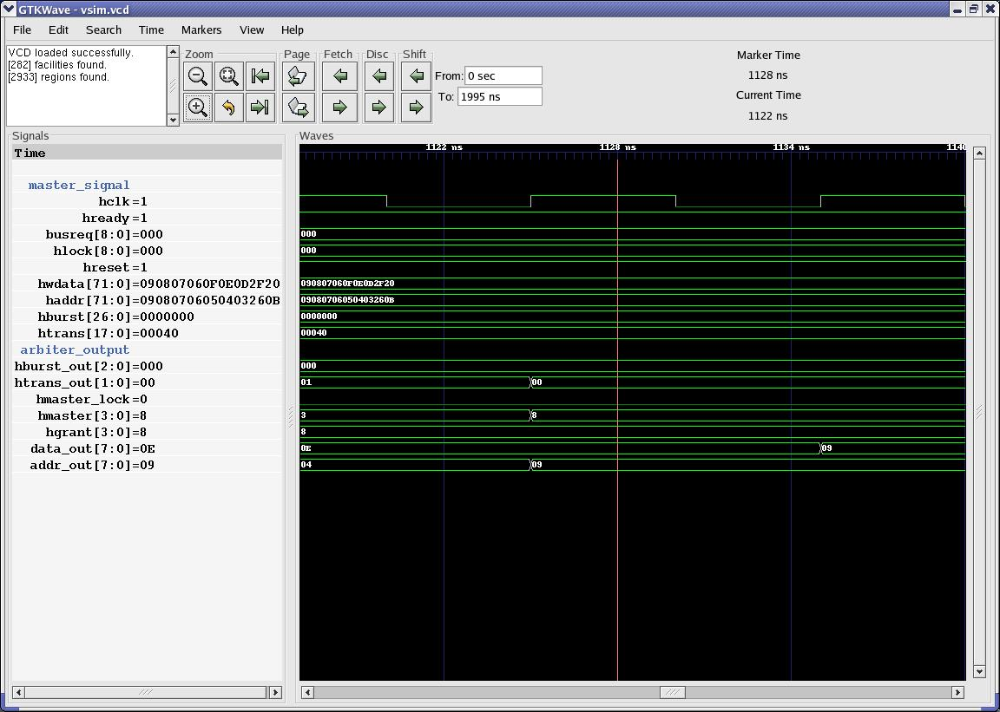 GTKWave - vsim.vcd
File Edit Search Time Markers View Help
VCD loaded successfully.
[282] facilities found.
[2933] regions found.
Zoom Page Fetch Disc Shift
From: 0 sec
To: 1995 ns
Marker Time
1128 ns
Current Time
1122 ns
Signals
Waves
Time
1122 ns 1128 ns 1134 ns 1140
master_signal
hclk=1
hready=1
busreq[8:0]=000
000
hlock[8:0]=000
000
hreset=1
hwdata[71:0]=090807060F0E0D2F20
090807060F0E0D2F20
haddr[71:0]=09080706050403260B
09080706050403260B
hburst[26:0]=0000000
0000000
htrans[17:0]=00040
00040
arbiter_output
hburst_out[2:0]=000
000
htrans_out[1:0]=00
01 00
hmaster_lock=0
hmaster[3:0]=8
3 8
hgrant[3:0]=8
8
data_out[7:0]=0E
0E 09
addr_out[7:0]=09
04 09